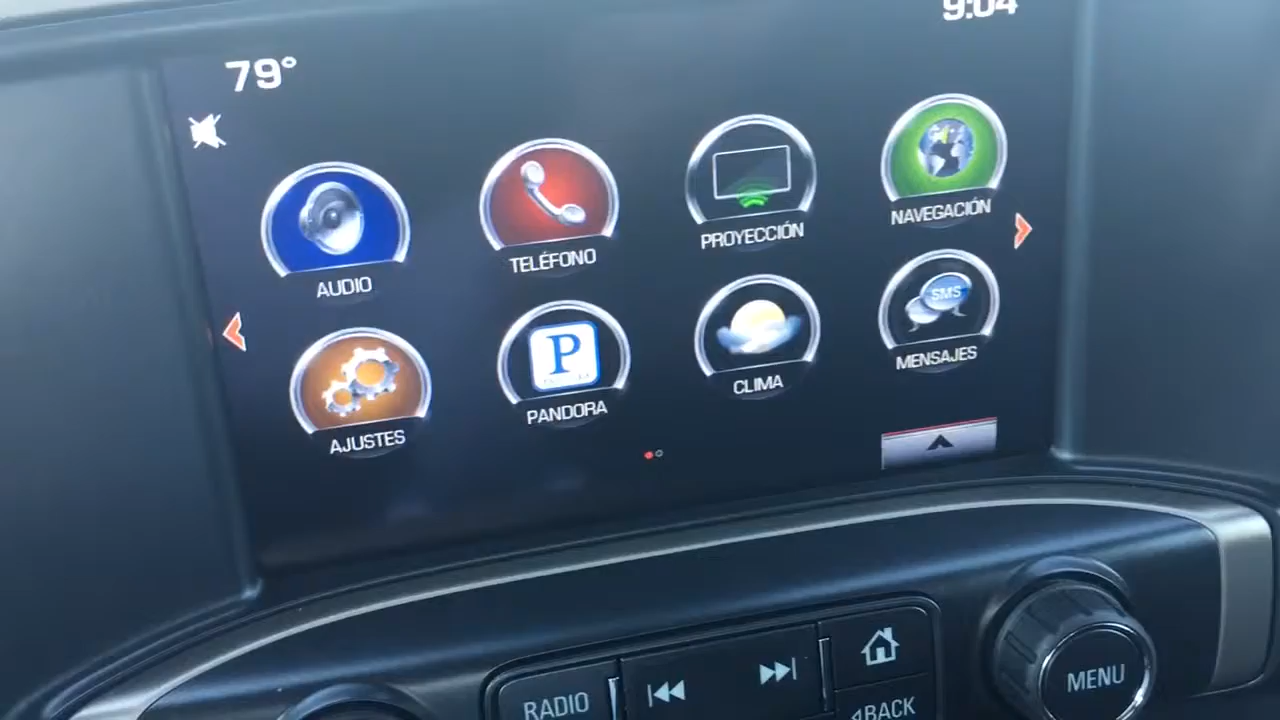 9:04
79°
AUDIO
TELÉFONO
PROYECCIÓN
NAVEGACIÓN
SMS
P
AJUSTES
PANDORA
CLIMA
MENSAJES
RADIO
MENU
BACK